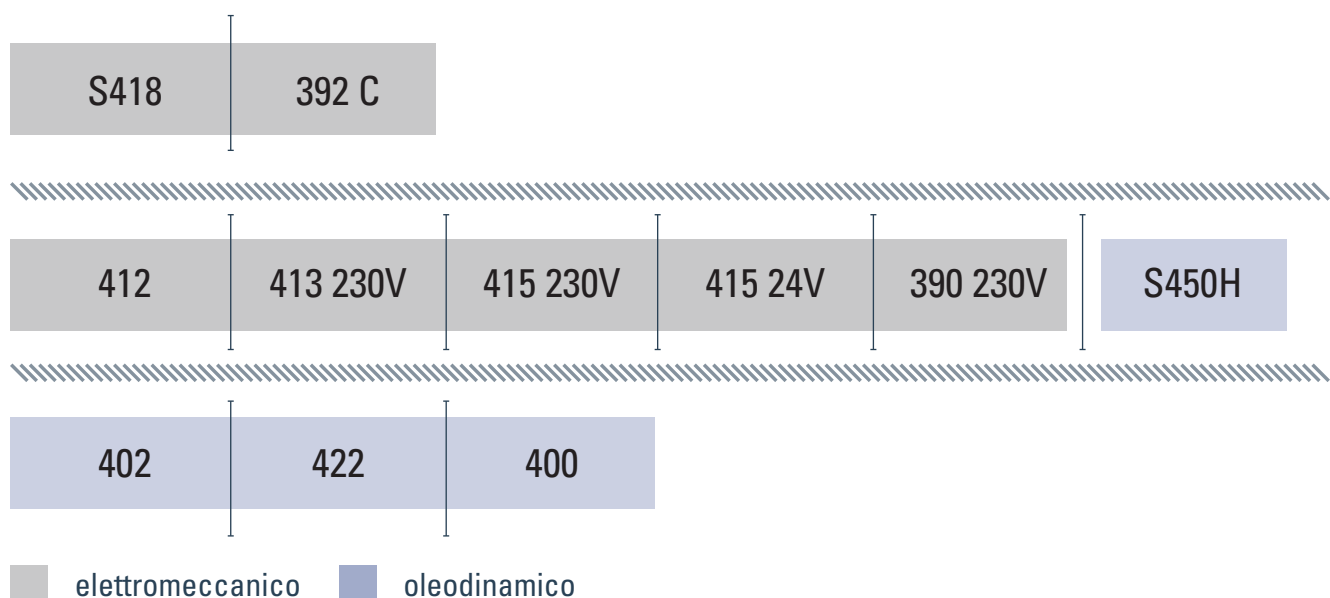 S418 392 C
412 413 230V 415 230V 415 24V 390 230V S450H
402 422 400
elettromeccanico oleodinamico